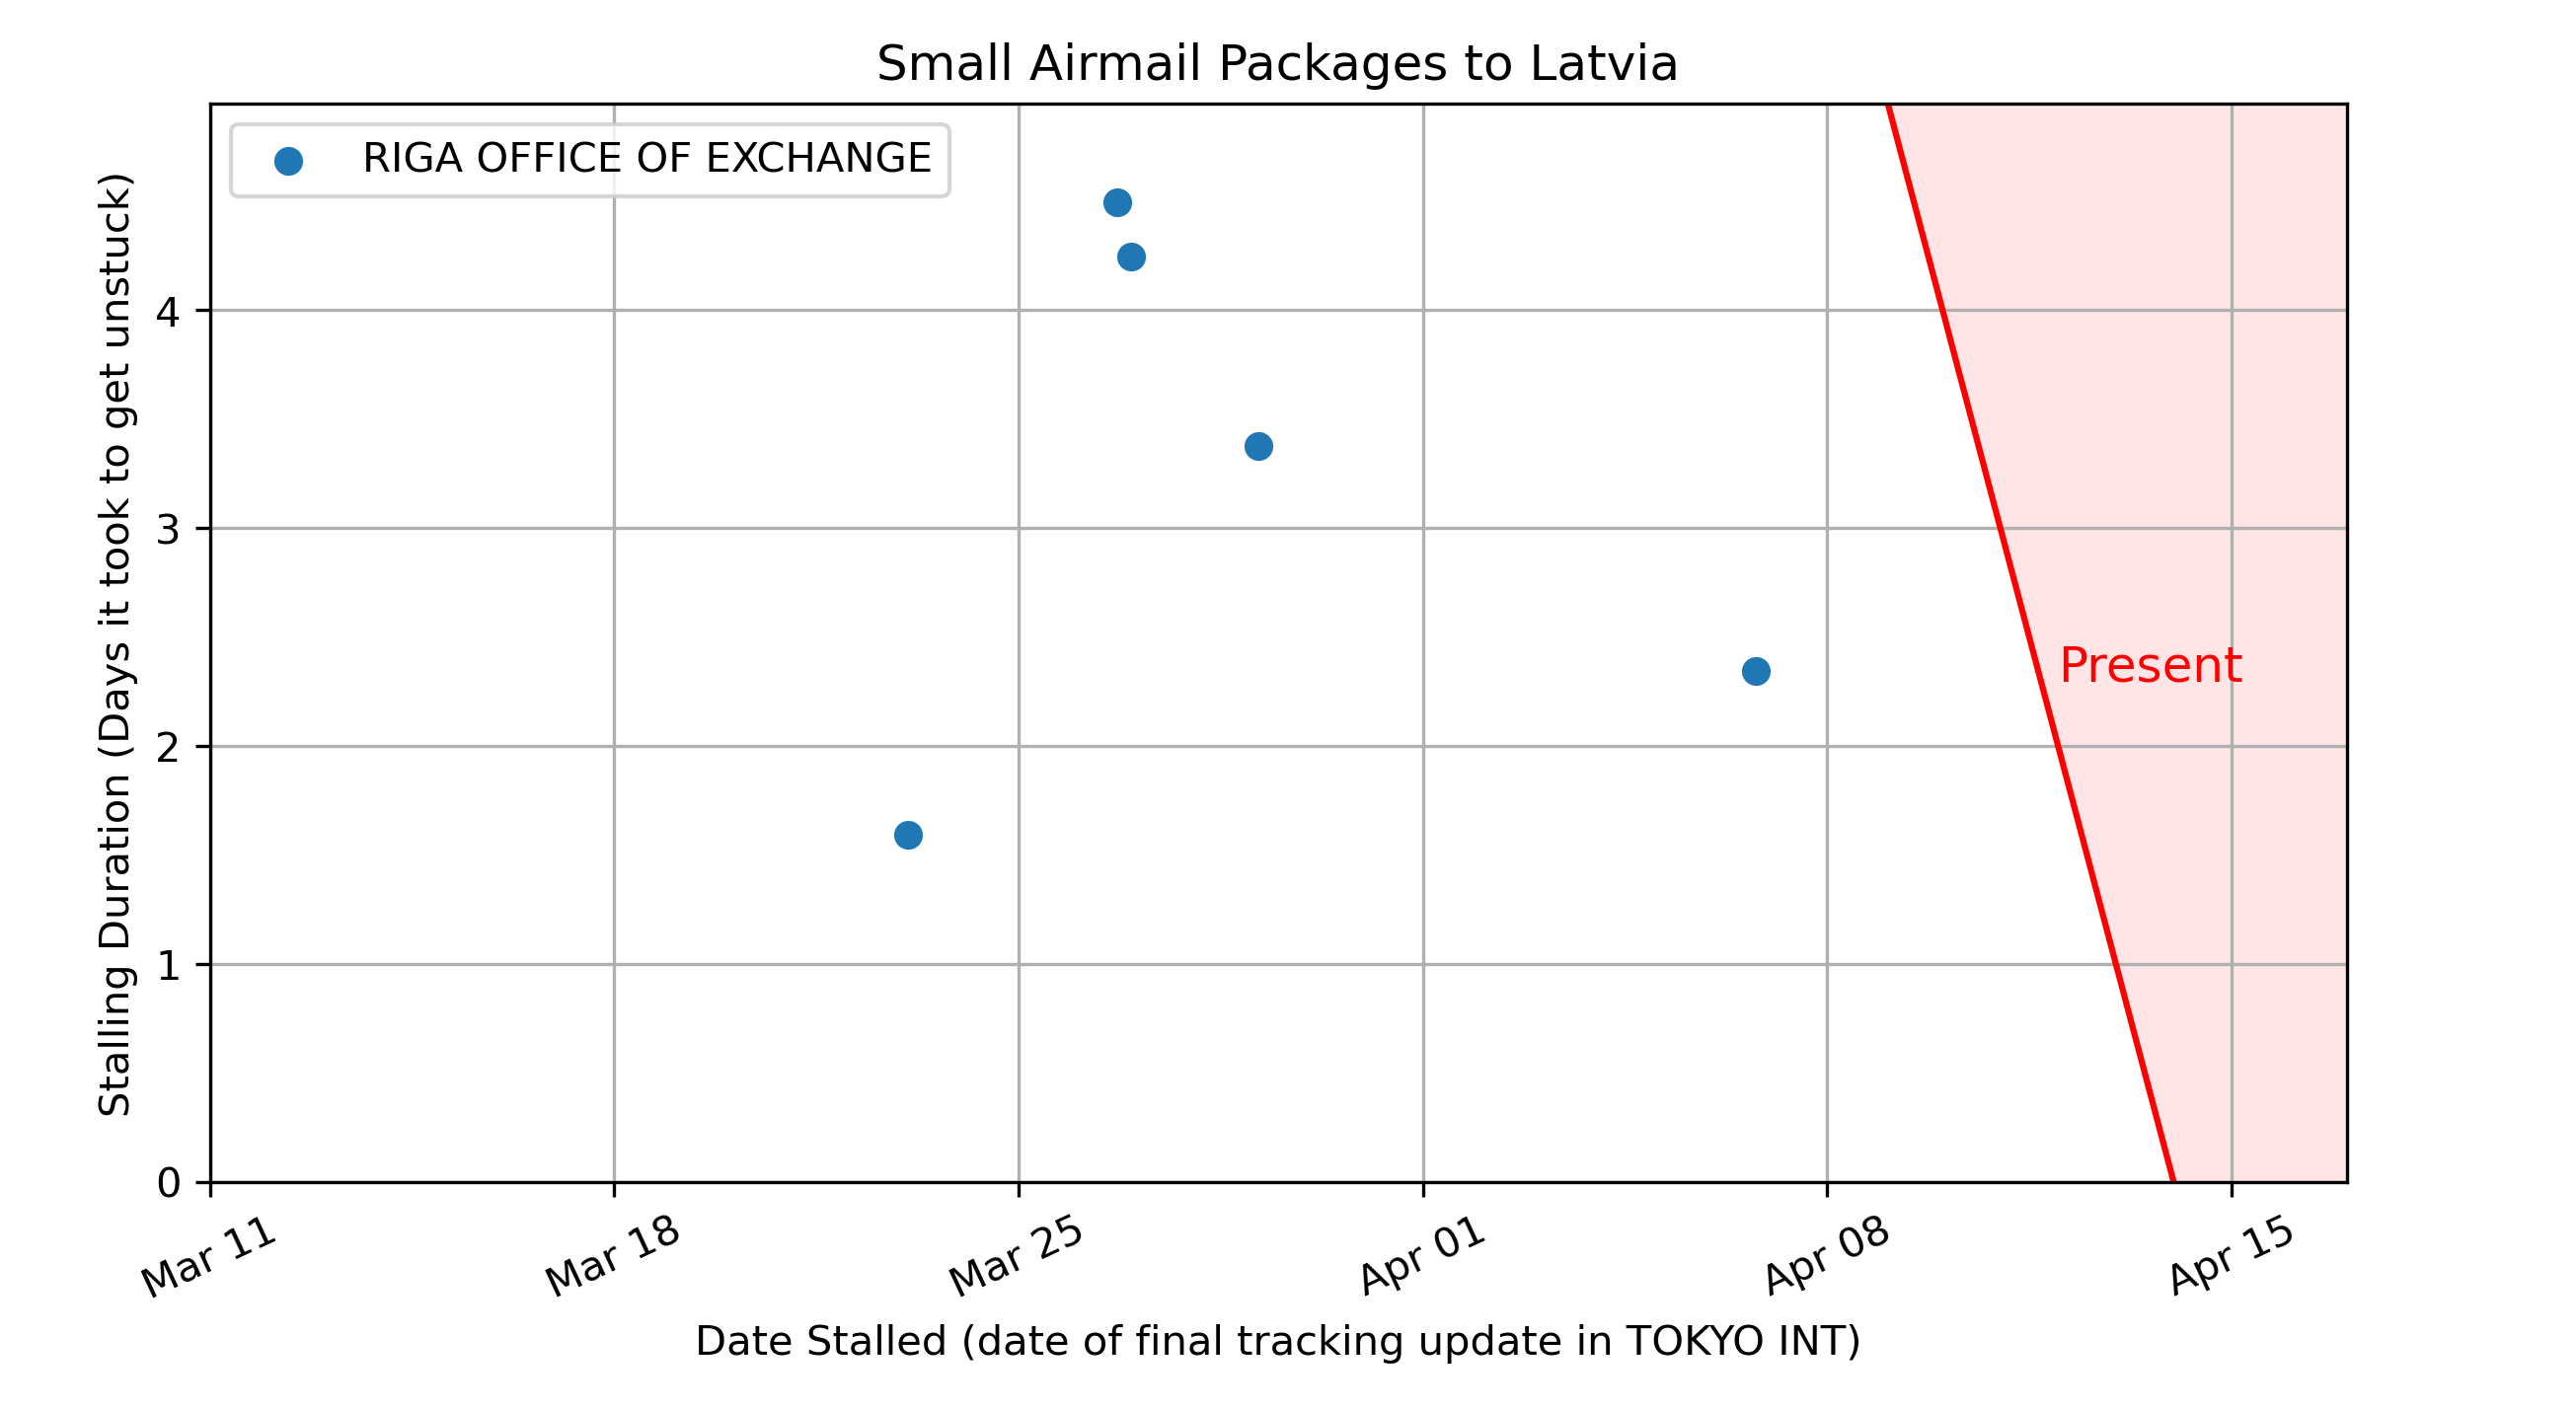 Small Airmail Packages to Latvia
RIGA OFFICE OF EXCHANGE
Stalling Duration (Days it took to get unstuck)
4
3
2
1
0
Present
Mar 11
Mar 18
Mar 25
Apr 01
Apr 08
Apr 15
Date Stalled (date of final tracking update in TOKYO INT)